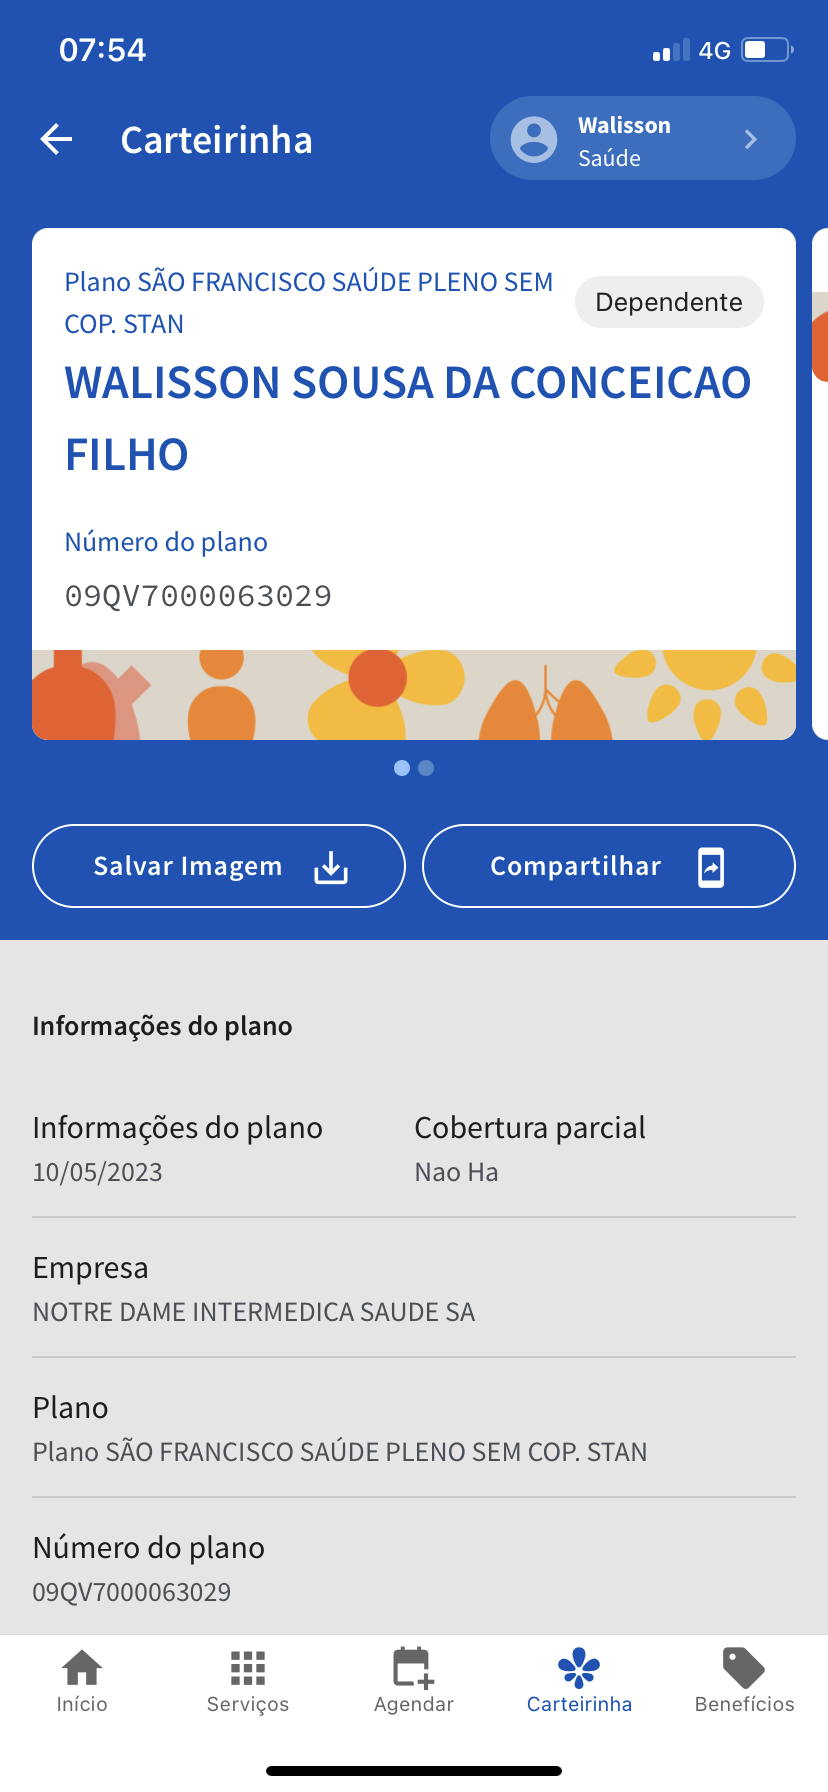 07:54
4G
Carteirinha
Walisson
Saúde
Plano SÃO FRANCISCO SAÚDE PLENO SEM
COP. STAN
Dependente
WALISSON SOUSA DA CONCEICAO
FILHO
Número do plano
09QV7000063029
Salvar Imagem
Compartilhar
Informações do plano
Informações do plano
Cobertura parcial
10/05/2023
Nao Ha
Empresa
NOTRE DAME INTERMEDICA SAUDE SA
Plano
Plano SÃO FRANCISCO SAÚDE PLENO SEM COP. STAN
Número do plano
09QV7000063029
Início
Serviços
Agendar
Carteirinha
Benefícios